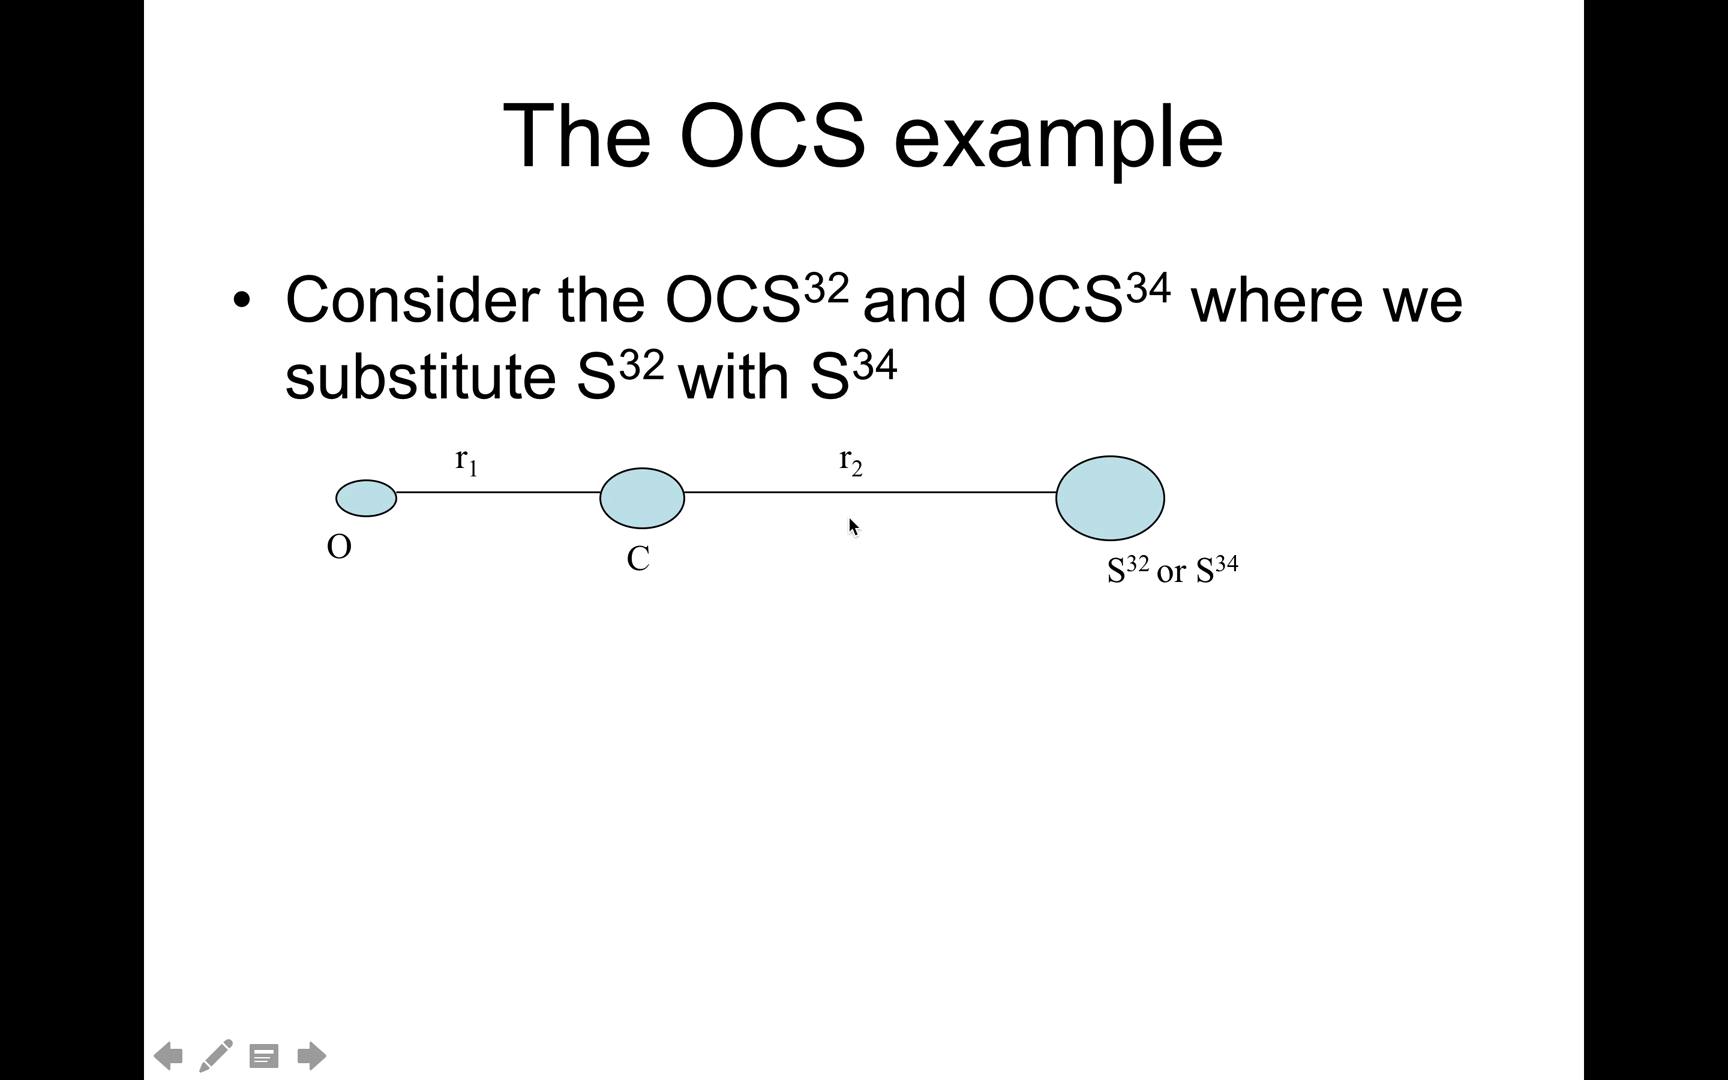 The OCS example
• Consider the OCS³² and OCS³⁴ where we
substitute S³² with S³⁴
r₁ r₂
O
C
S³² or S³⁴